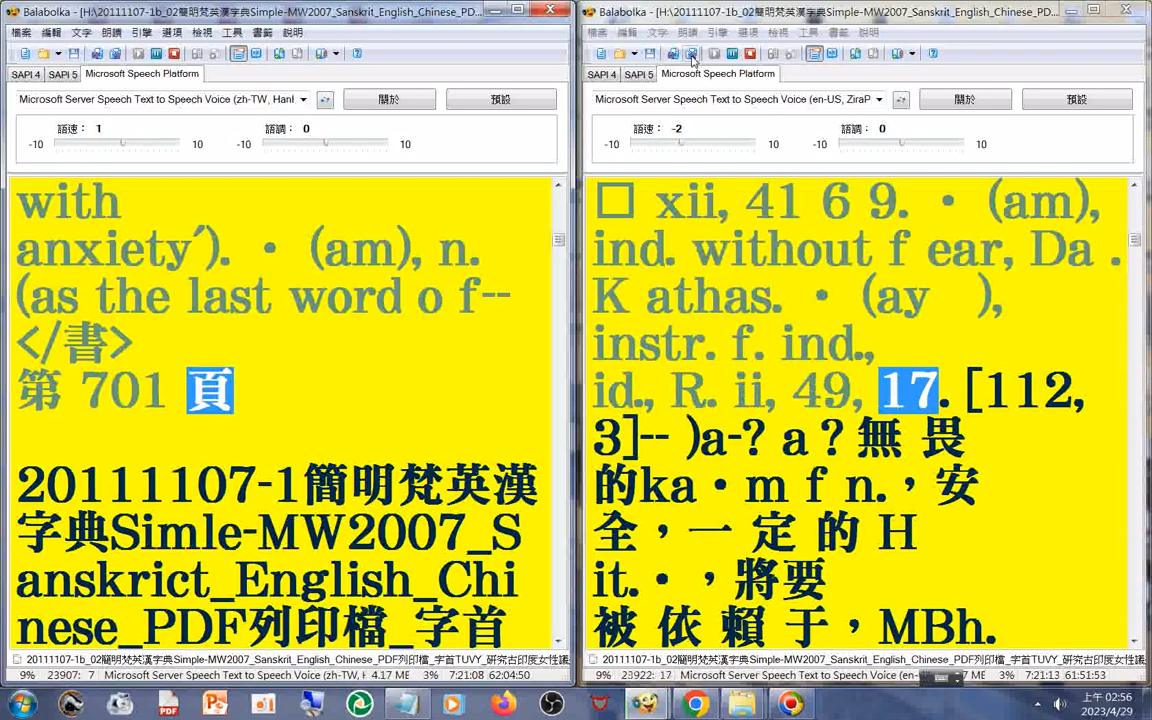 Balabolka - [H:\20111107-1b_02簡明梵英漢字典Simple-MW2007_Sanskrit_English_Chinese_PD...
檔案 編輯 文字 朗讀 引擎 選項 檢視 工具 書籤 說明
SAPI 4 SAPI 5 Microsoft Speech Platform
Microsoft Server Speech Text to Speech Voice (zh-TW, Hanl
關於 預設
語速： 1 語調： 0
-10 10 -10 10
with
anxiety´). • (am), n.
(as the last word o f--
</書>
第 701 頁
20111107-1簡明梵英漢
字典Simle-MW2007_S
anskrict_English_Chi
nese_PDF列印檔_字首
20111107-1b_02簡明梵英漢字典Simple-MW2007_Sanskrit_English_Chinese_PDF列印檔_字首TUVY_研究古印度女性議
9% 23907: 7 Microsoft Server Speech Text to Speech Voice (zh-TW, H 4.17 ME 3% 7:21:08 62:04:50
Balabolka - [H:\20111107-1b_02簡明梵英漢字典Simple-MW2007_Sanskrit_English_Chinese_PD...
檔案 編輯 文字 朗讀 引擎 選項 檢視 工具 書籤 說明
SAPI 4 SAPI 5 Microsoft Speech Platform
Microsoft Server Speech Text to Speech Voice (en-US, ZiraP
關於 預設
語速： -2 語調： 0
-10 10 -10 10
□ xii, 41 6 9. • (am),
ind. without f ear, Da .
K athas. • (ay ),
instr. f. ind.,
id., R. ii, 49, 17. [112,
3]-- )a-? a？無 畏
的ka•m f n.，安
全，一 定 的 H
it.•，將要
被 依 賴 于，MBh.
20111107-1b_02簡明梵英漢字典Simple-MW2007_Sanskrit_English_Chinese_PDF列印檔_字首TUVY_研究古印度女性議
9% 23922: 17 Microsoft Server Speech Text to Speech Voice ME 3% 7:21:13 61:51:53
上午 02:56
2023/4/29